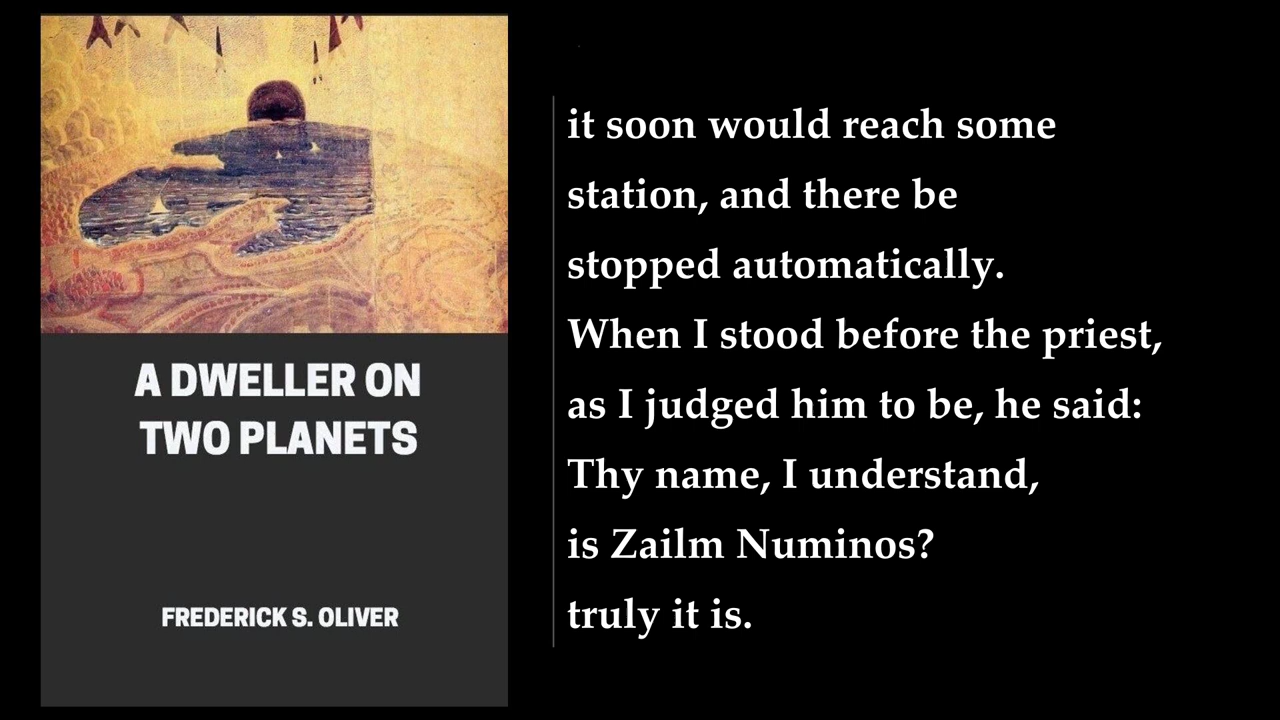 A DWELLER ON
TWO PLANETS
FREDERICK S. OLIVER
it soon would reach some
station, and there be
stopped automatically.
When I stood before the priest,
as I judged him to be, he said:
Thy name, I understand,
is Zailm Numinos?
truly it is.